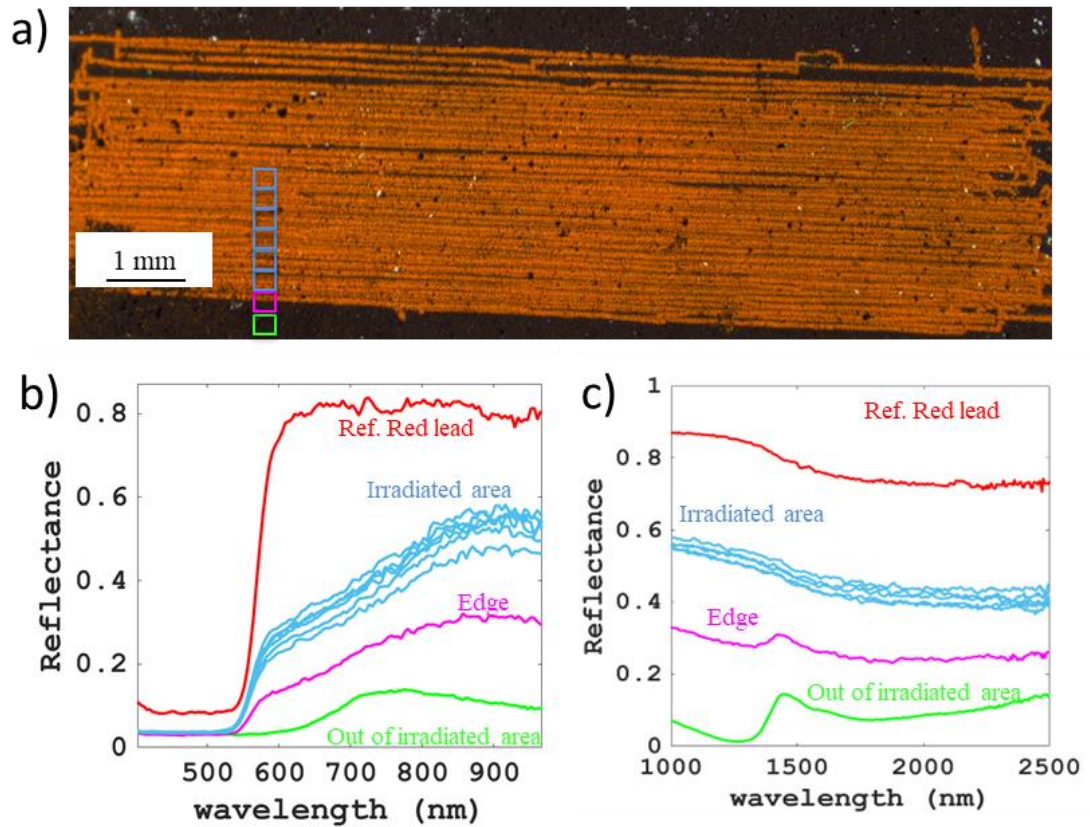 a)
1 mm
b)
0.8
0.6
0.4
0.2
0
Reflectance
Ref. Red lead
Irradiated area
Edge
Out of irradiated area
500 600 700 800 900
wavelength (nm)
c)
1
0.8
0.6
0.4
0.2
0
Reflectance
Ref. Red lead
Irradiated area
Edge
Out of irradiated area
1000 1500 2000 2500
wavelength (nm)